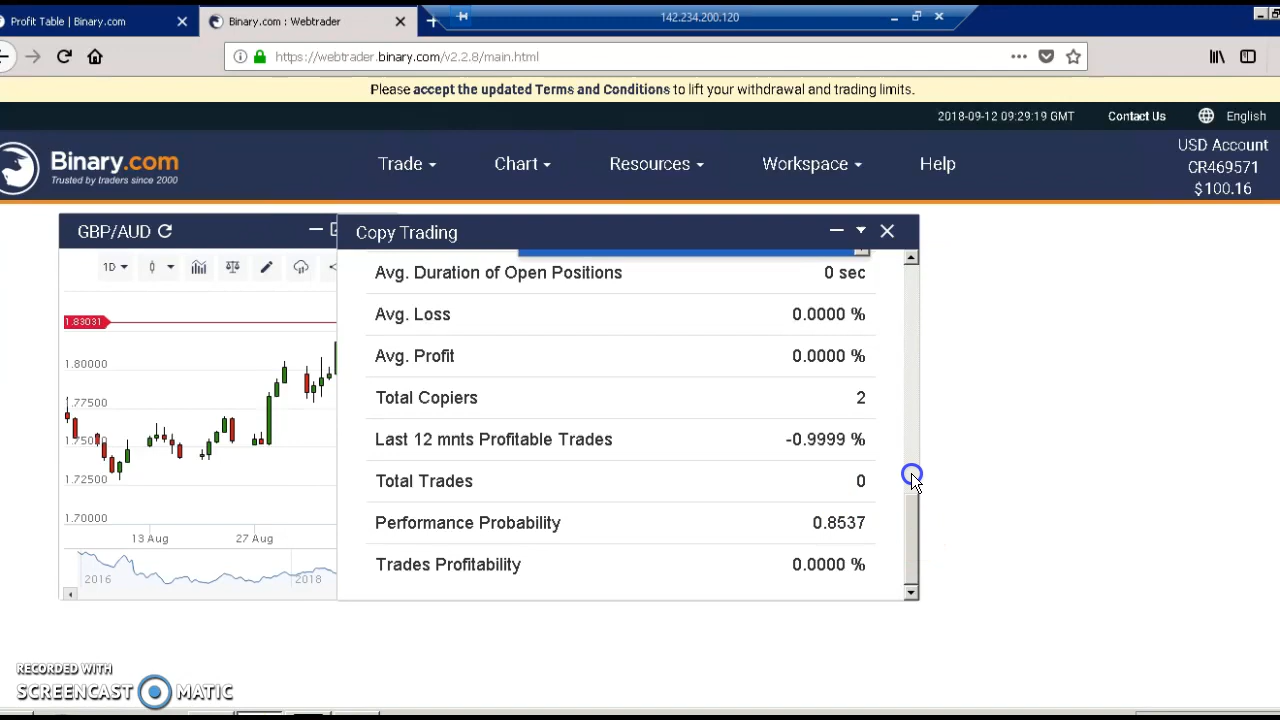 Profit Table | Binary.com
Binary.com : Webtrader
142.234.200.120
https://webtrader.binary.com/v2.2.8/main.html
Please accept the updated Terms and Conditions to lift your withdrawal and trading limits.
2018-09-12 09:29:19 GMT
Contact Us
English
Binary.com
Trusted by traders since 2000
Trade
Chart
Resources
Workspace
Help
USD Account
CR469571
$100.16
GBP/AUD
Copy Trading
1D
1.83031
1.80000
1.77500
1.75000
1.72500
1.70000
13 Aug
27 Aug
2016
2018
Avg. Duration of Open Positions 0 sec
Avg. Loss 0.0000 %
Avg. Profit 0.0000 %
Total Copiers 2
Last 12 mnts Profitable Trades -0.9999 %
Total Trades 0
Performance Probability 0.8537
Trades Profitability 0.0000 %
RECORDED WITH
SCREENCAST MATIC